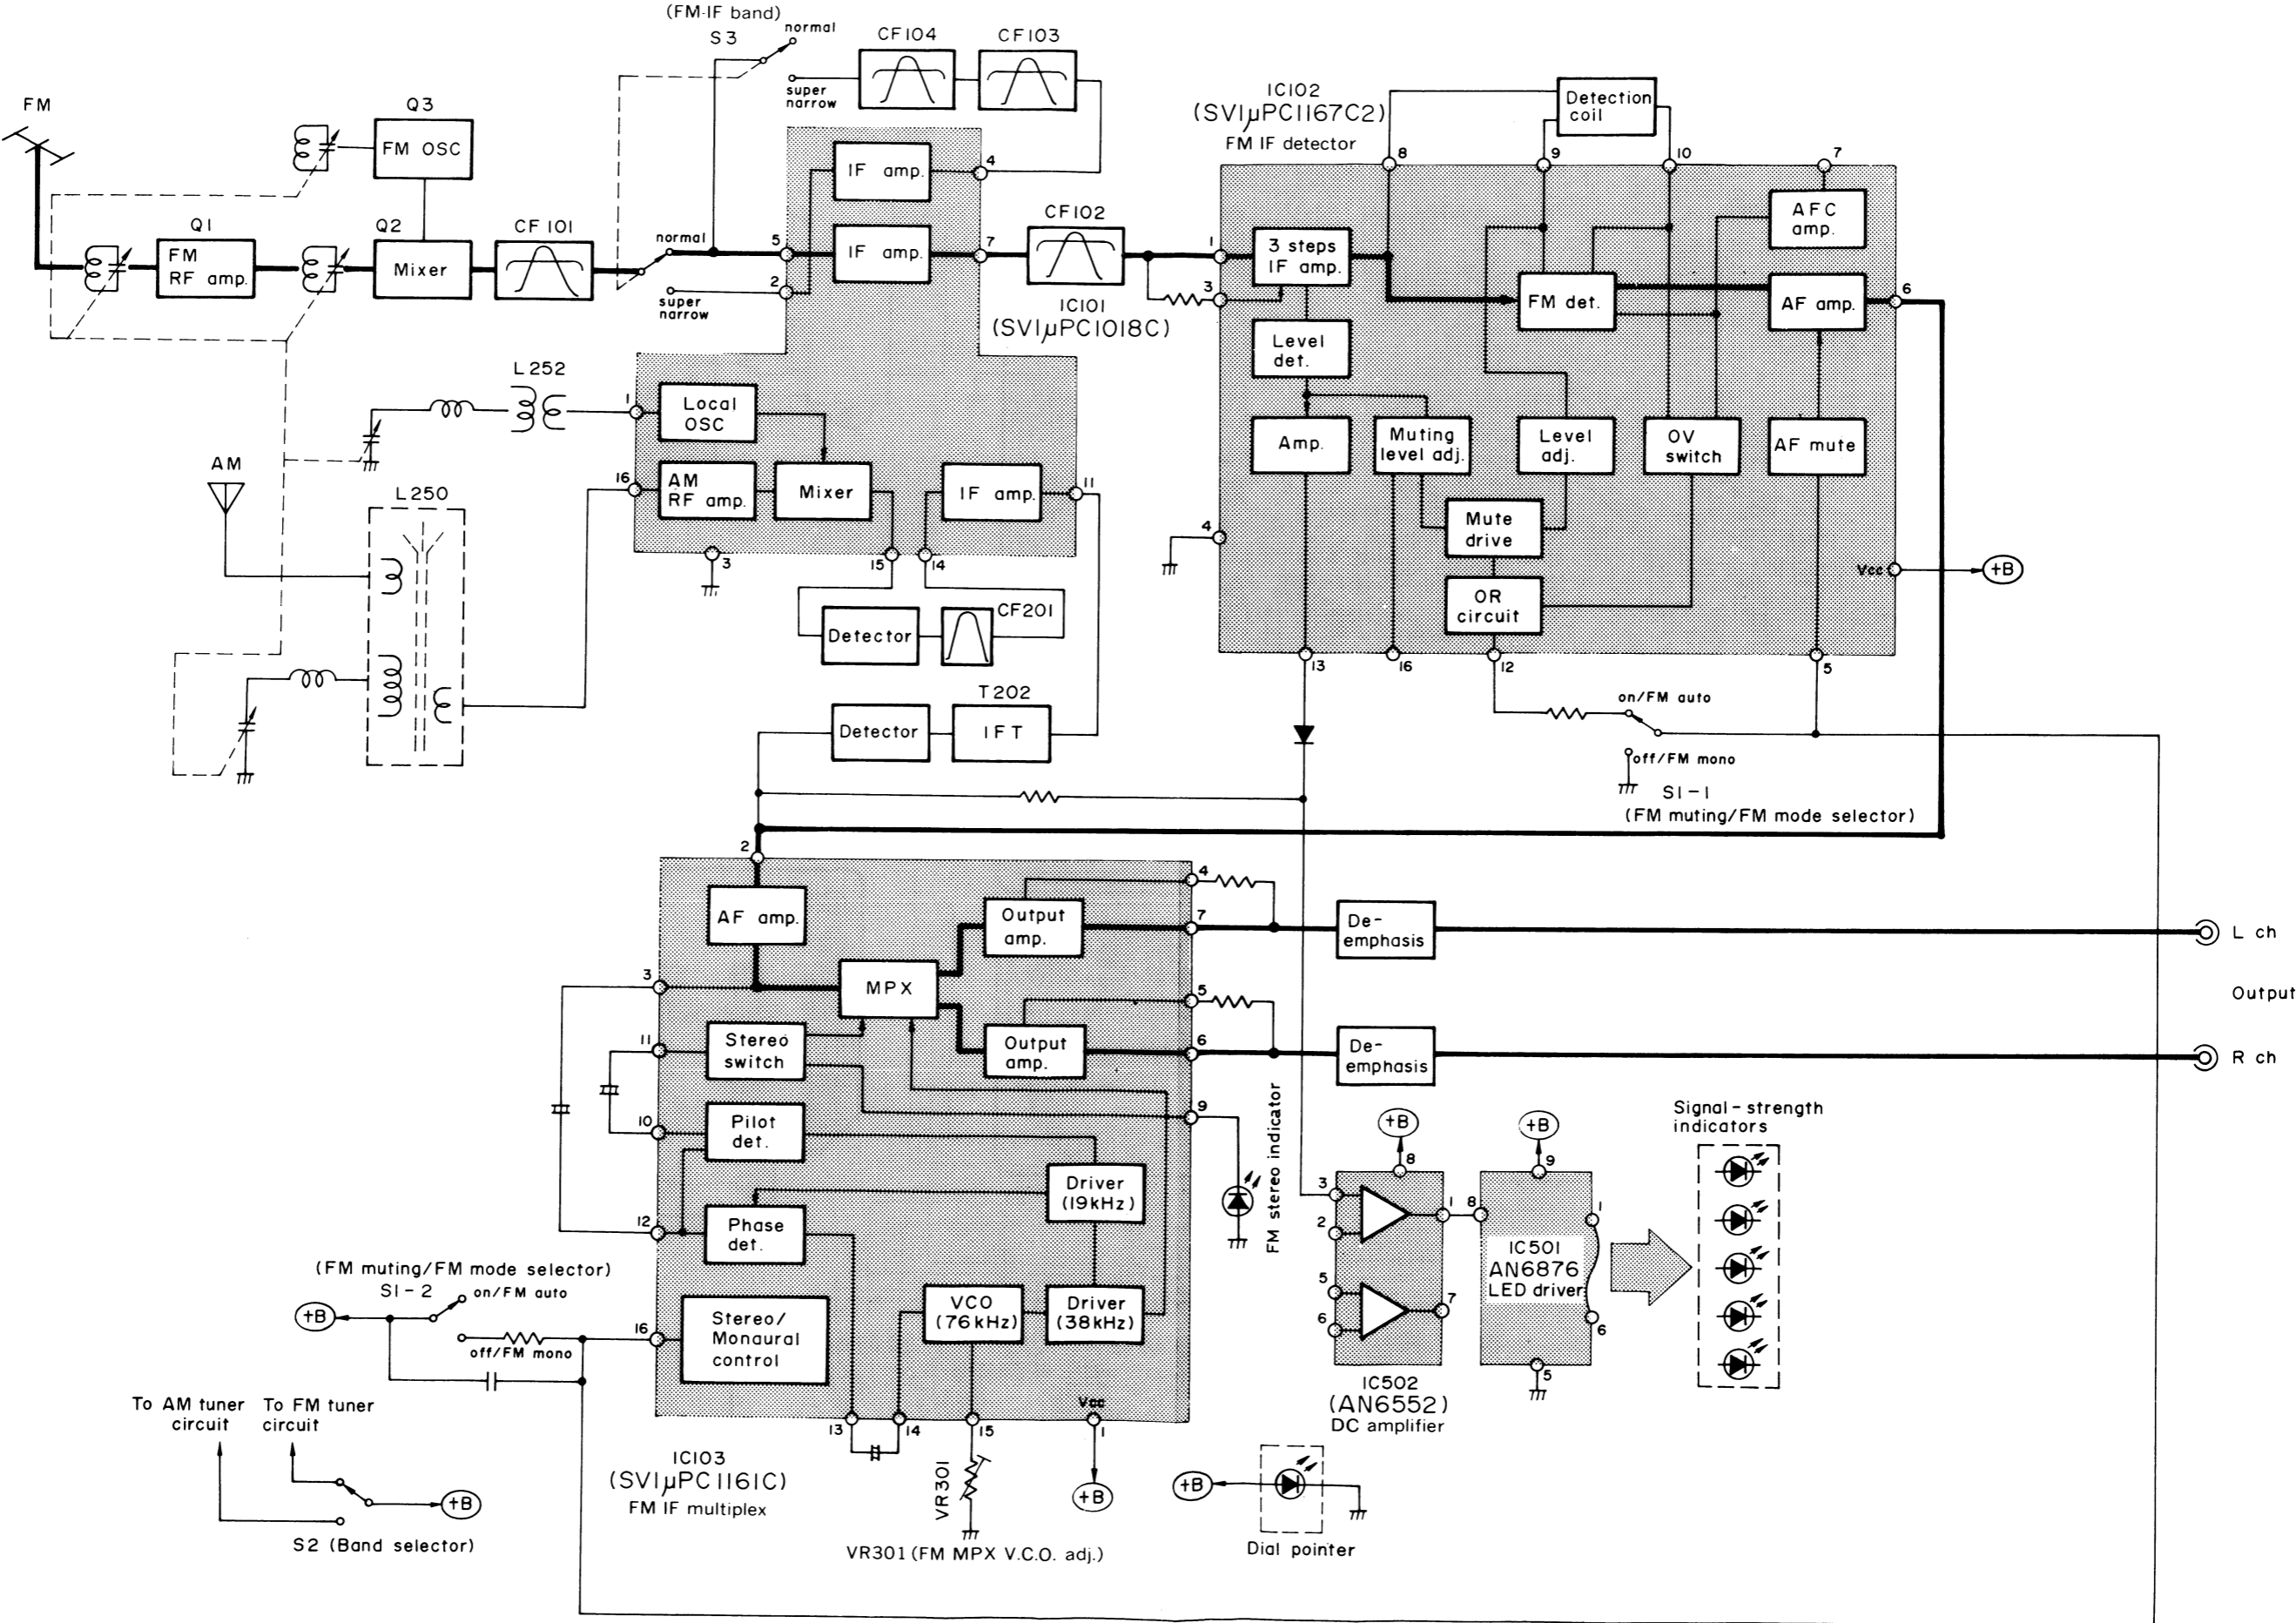 (FM-IF band)
S3
normal
super
narrow
CF104
CF103
FM
Q3
FM OSC
Q1
FM
RF amp.
Q2
Mixer
CF101
normal
super
narrow
5
2
IF amp.
IF amp.
4
7
CF102
IC101
(SVIµPC1018C)
IC102
(SVIµPC1167C2)
FM IF detector
Detection
coil
8
9
10
7
1
3
3 steps
IF amp.
AFC
amp.
FM det.
AF amp.
6
Level
det.
Amp.
Muting
level adj.
Level
adj.
OV
switch
AF mute
Mute
drive
OR
circuit
4
Vcc
+B
13
16
12
5
on/FM auto
off/FM mono
S1-1
(FM muting/FM mode selector)
L252
1
Local
OSC
AM
L250
16
AM
RF amp.
Mixer
IF amp.
11
3
15
14
Detector
CF201
T202
Detector
IFT
2
AF amp.
4
Output
amp.
7
De-
emphasis
L ch
3
MPX
5
Output
Output
amp.
6
De-
emphasis
R ch
11
Stereo
switch
10
Pilot
det.
9
FM stereo indicator
Driver
(19kHz)
12
Phase
det.
(FM muting/FM mode selector)
S1-2
on/FM auto
+B
off/FM mono
16
Stereo/
Monaural
control
VCO
(76kHz)
Driver
(38kHz)
Vcc
13
14
15
1
+B
VR301
IC103
(SVIµPC1161C)
FM IF multiplex
VR301 (FM MPX V.C.O. adj.)
To AM tuner
circuit
To FM tuner
circuit
+B
S2 (Band selector)
+B
8
3
2
1
5
6
7
IC502
(AN6552)
DC amplifier
+B
9
8
1
IC501
AN6876
LED driver
6
5
Signal-strength
indicators
+B
Dial pointer